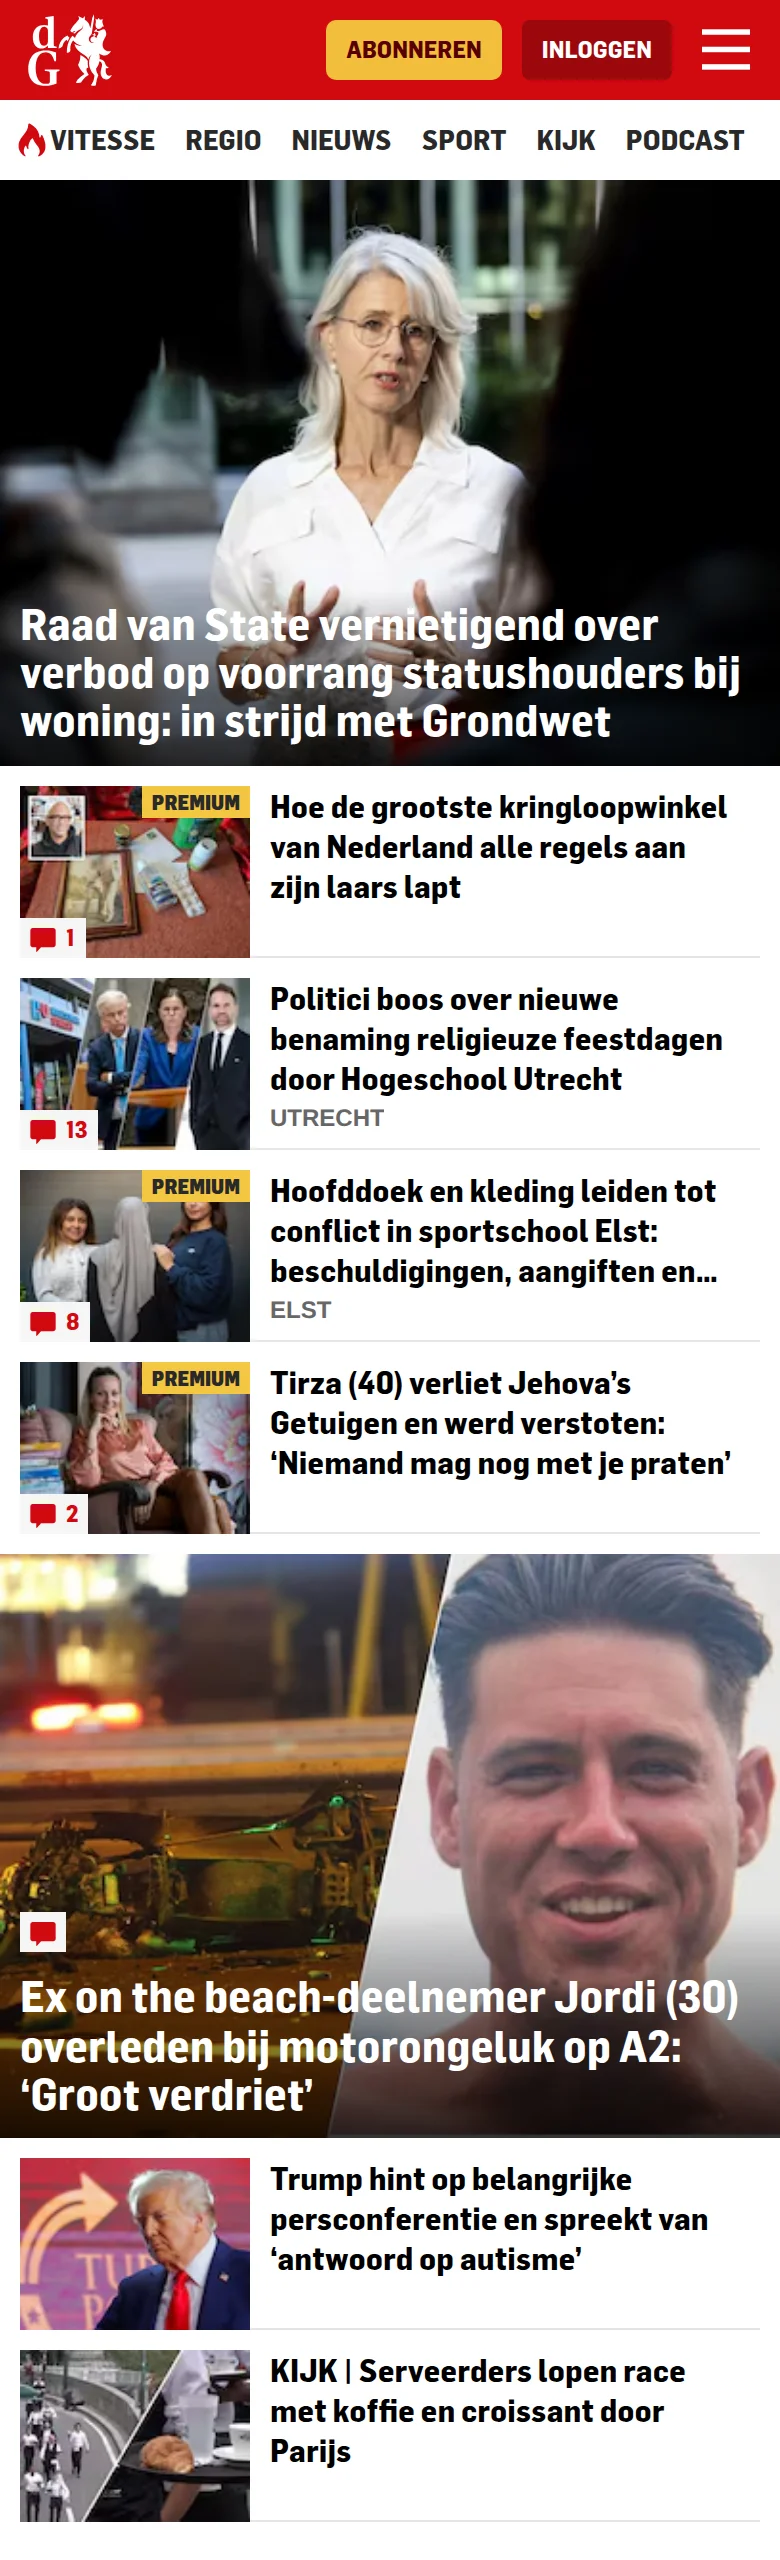 dG
ABONNEREN
INLOGGEN
VITESSE REGIO NIEUWS SPORT KIJK PODCAST
Raad van State vernietigend over
verbod op voorrang statushouders bij
woning: in strijd met Grondwet
PREMIUM
1
Hoe de grootste kringloopwinkel
van Nederland alle regels aan
zijn laars lapt
13
Politici boos over nieuwe
benaming religieuze feestdagen
door Hogeschool Utrecht
UTRECHT
PREMIUM
8
Hoofddoek en kleding leiden tot
conflict in sportschool Elst:
beschuldigingen, aangiften en...
ELST
PREMIUM
2
Tirza (40) verliet Jehova’s
Getuigen en werd verstoten:
‘Niemand mag nog met je praten’
Ex on the beach-deelnemer Jordi (30)
overleden bij motorongeluk op A2:
‘Groot verdriet’
Trump hint op belangrijke
persconferentie en spreekt van
‘antwoord op autisme’
KIJK | Serveerders lopen race
met koffie en croissant door
Parijs